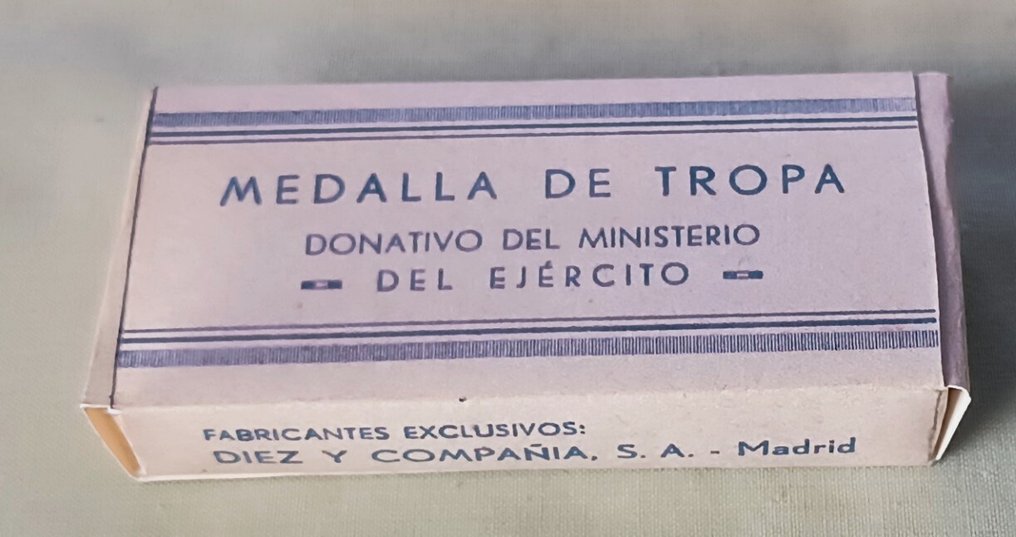 MEDALLA DE TROPA
DONATIVO DEL MINISTERIO
DEL EJÉRCITO
FABRICANTES EXCLUSIVOS:
DIEZ Y COMPAÑIA, S. A. - Madrid